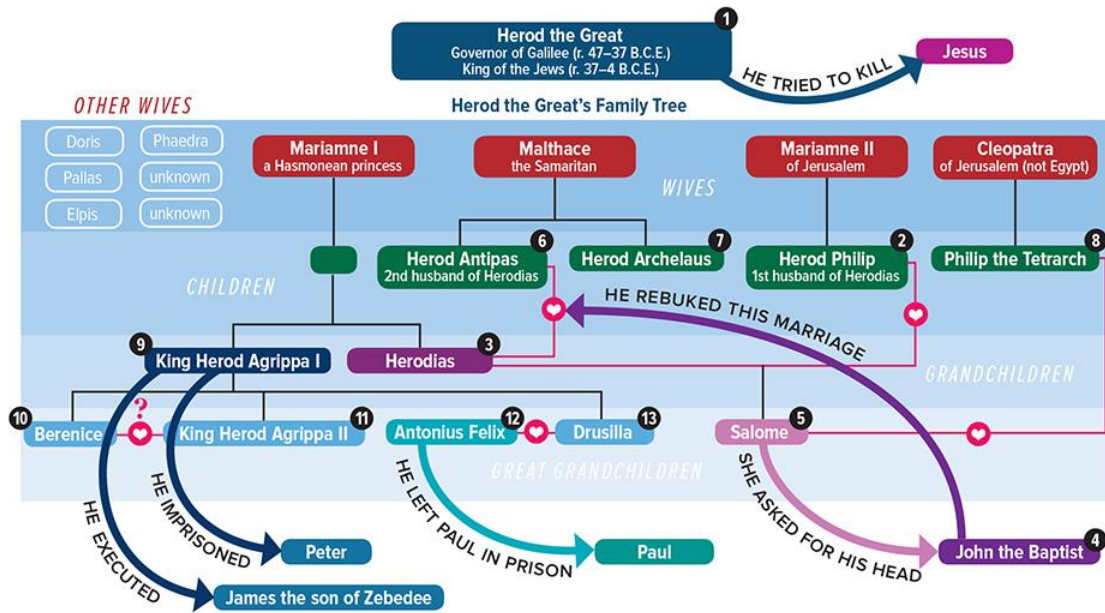 1
Herod the Great
Governor of Galilee (r. 47–37 B.C.E.)
King of the Jews (r. 37–4 B.C.E.)
HE TRIED TO KILL
Jesus
Herod the Great's Family Tree
OTHER WIVES
Doris
Phaedra
Pallas
unknown
Elpis
unknown
Mariamne I
a Hasmonean princess
Malthace
the Samaritan
Mariamne II
of Jerusalem
Cleopatra
of Jerusalem (not Egypt)
WIVES
6
Herod Antipas
2nd husband of Herodias
7
Herod Archelaus
2
Herod Philip
1st husband of Herodias
8
Philip the Tetrarch
CHILDREN
HE REBUKED THIS MARRIAGE
9
King Herod Agrippa I
3
Herodias
GRANDCHILDREN
10
Berenice
?
11
King Herod Agrippa II
12
Antonius Felix
13
Drusilla
5
Salome
GREAT GRANDCHILDREN
HE EXECUTED
HE IMPRISONED
HE LEFT PAUL IN PRISON
SHE ASKED FOR HIS HEAD
Peter
Paul
4
John the Baptist
James the son of Zebedee